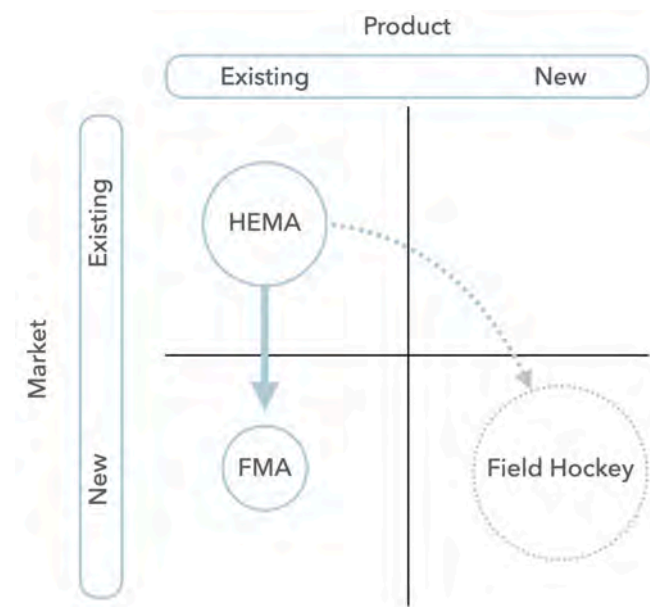 Product
Existing New
HEMA
Existing
Market
FMA
Field Hockey
New